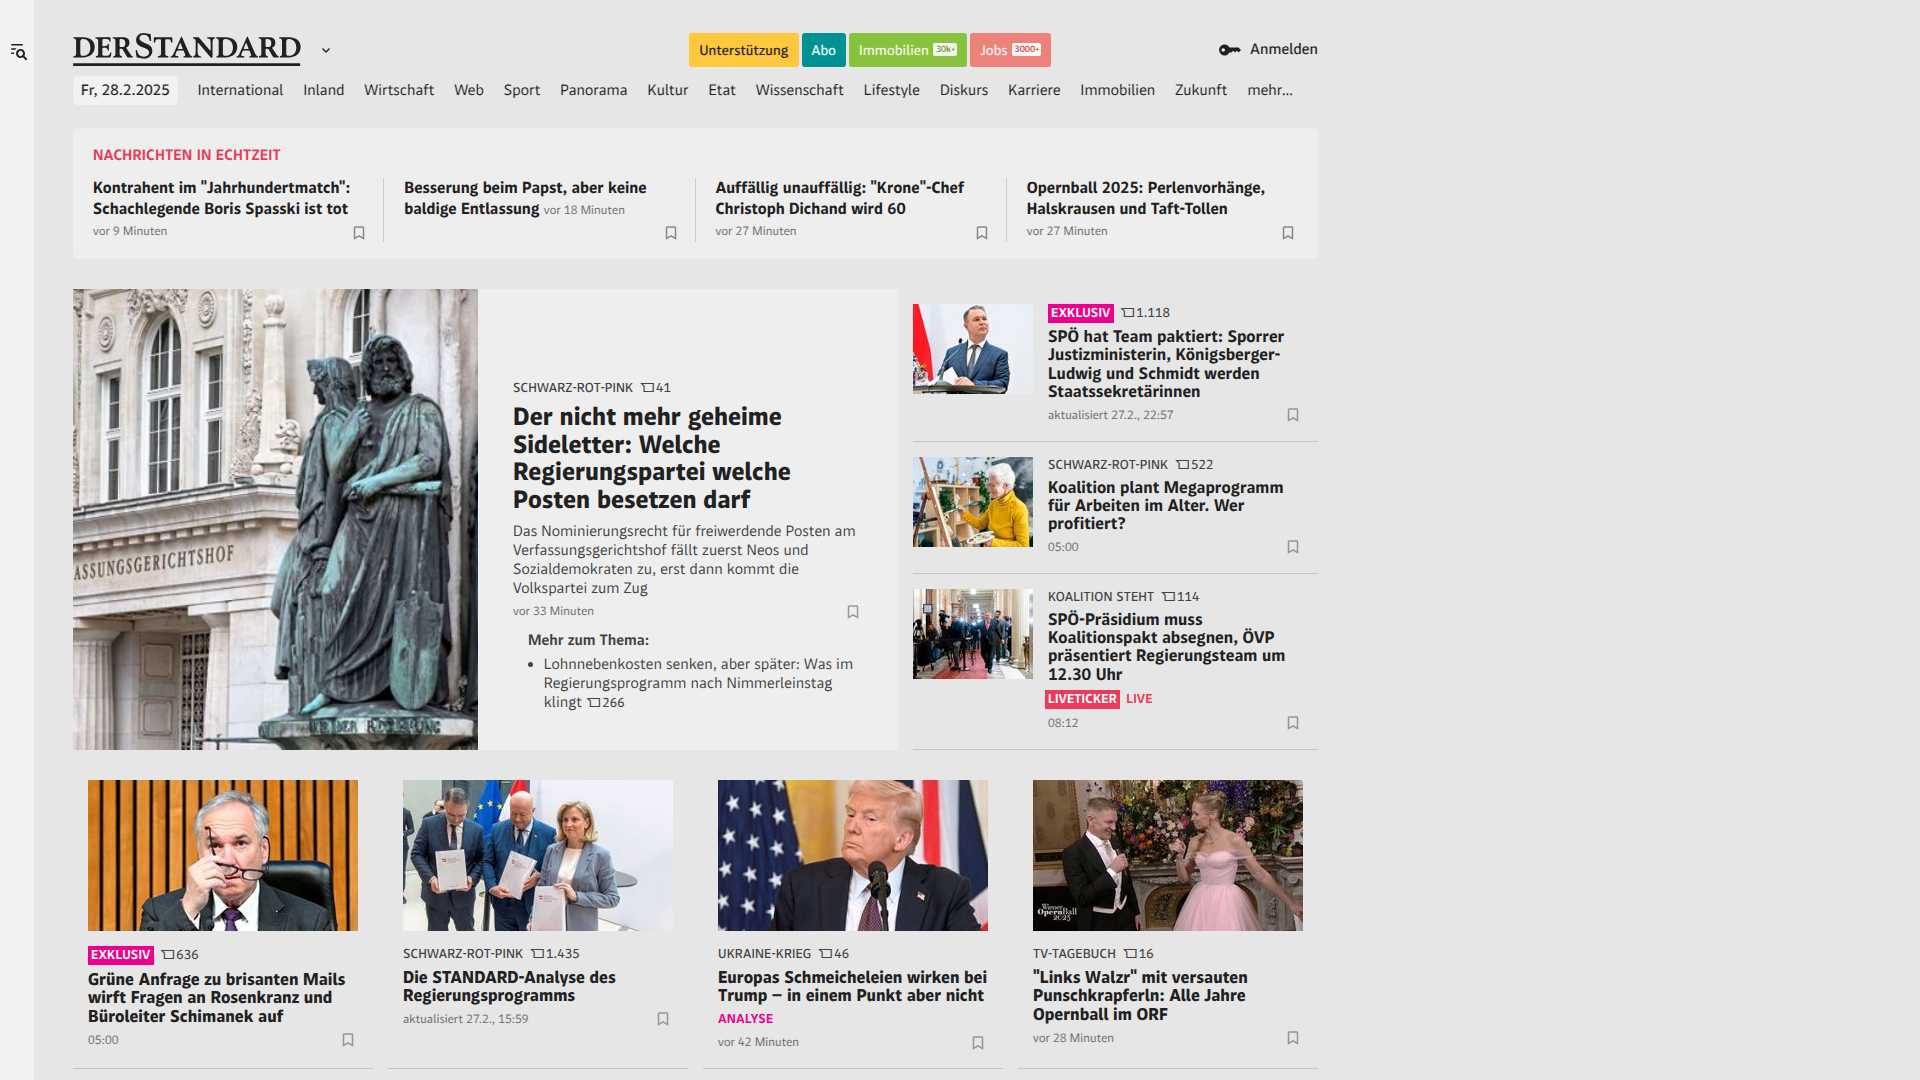 DERSTANDARD
Unterstützung
Abo
Immobilien 30k+
Jobs 3000+
Anmelden
Fr, 28.2.2025
International
Inland
Wirtschaft
Web
Sport
Panorama
Kultur
Etat
Wissenschaft
Lifestyle
Diskurs
Karriere
Immobilien
Zukunft
mehr...
NACHRICHTEN IN ECHTZEIT
Kontrahent im "Jahrhundertmatch":
Schachlegende Boris Spasski ist tot
vor 9 Minuten
Besserung beim Papst, aber keine
baldige Entlassung vor 18 Minuten
Auffällig unauffällig: "Krone"-Chef
Christoph Dichand wird 60
vor 27 Minuten
Opernball 2025: Perlenvorhänge,
Halskrausen und Taft-Tollen
vor 27 Minuten
ASSUNGSGERICHTSHOF
SCHWARZ-ROT-PINK 41
Der nicht mehr geheime
Sideletter: Welche
Regierungspartei welche
Posten besetzen darf
Das Nominierungsrecht für freiwerdende Posten am
Verfassungsgerichtshof fällt zuerst Neos und
Sozialdemokraten zu, erst dann kommt die
Volkspartei zum Zug
vor 33 Minuten
Mehr zum Thema:
• Lohnnebenkosten senken, aber später: Was im
Regierungsprogramm nach Nimmerleinstag
klingt 266
EXKLUSIV 1.118
SPÖ hat Team paktiert: Sporrer
Justizministerin, Königsberger-
Ludwig und Schmidt werden
Staatssekretärinnen
aktualisiert 27.2., 22:57
SCHWARZ-ROT-PINK 522
Koalition plant Megaprogramm
für Arbeiten im Alter. Wer
profitiert?
05:00
KOALITION STEHT 114
SPÖ-Präsidium muss
Koalitionspakt absegnen, ÖVP
präsentiert Regierungsteam um
12.30 Uhr
LIVETICKER LIVE
08:12
EXKLUSIV 636
Grüne Anfrage zu brisanten Mails
wirft Fragen an Rosenkranz und
Büroleiter Schimanek auf
05:00
SCHWARZ-ROT-PINK 1.435
Die STANDARD-Analyse des
Regierungsprogramms
aktualisiert 27.2., 15:59
UKRAINE-KRIEG 46
Europas Schmeicheleien wirken bei
Trump – in einem Punkt aber nicht
ANALYSE
vor 42 Minuten
Wiener
OpernBall
2025
TV-TAGEBUCH 16
"Links Walzr" mit versauten
Punschkrapferln: Alle Jahre
Opernball im ORF
vor 28 Minuten